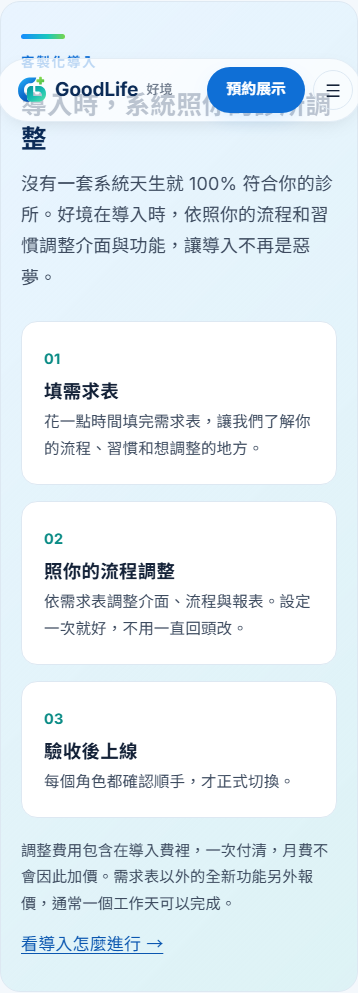 客製化導入
GoodLife 好境
預約展示
導入時，系統照你的診所調
整
沒有一套系統天生就 100% 符合你的診
所。好境在導入時，依照你的流程和習
慣調整介面與功能，讓導入不再是惡
夢。
01
填需求表
花一點時間填完需求表，讓我們了解你
的流程、習慣和想調整的地方。
02
照你的流程調整
依需求表調整介面、流程與報表。設定
一次就好，不用一直回頭改。
03
驗收後上線
每個角色都確認順手，才正式切換。
調整費用包含在導入費裡，一次付清，月費不
會因此加價。需求表以外的全新功能另外報
價，通常一個工作天可以完成。
看導入怎麼進行 →